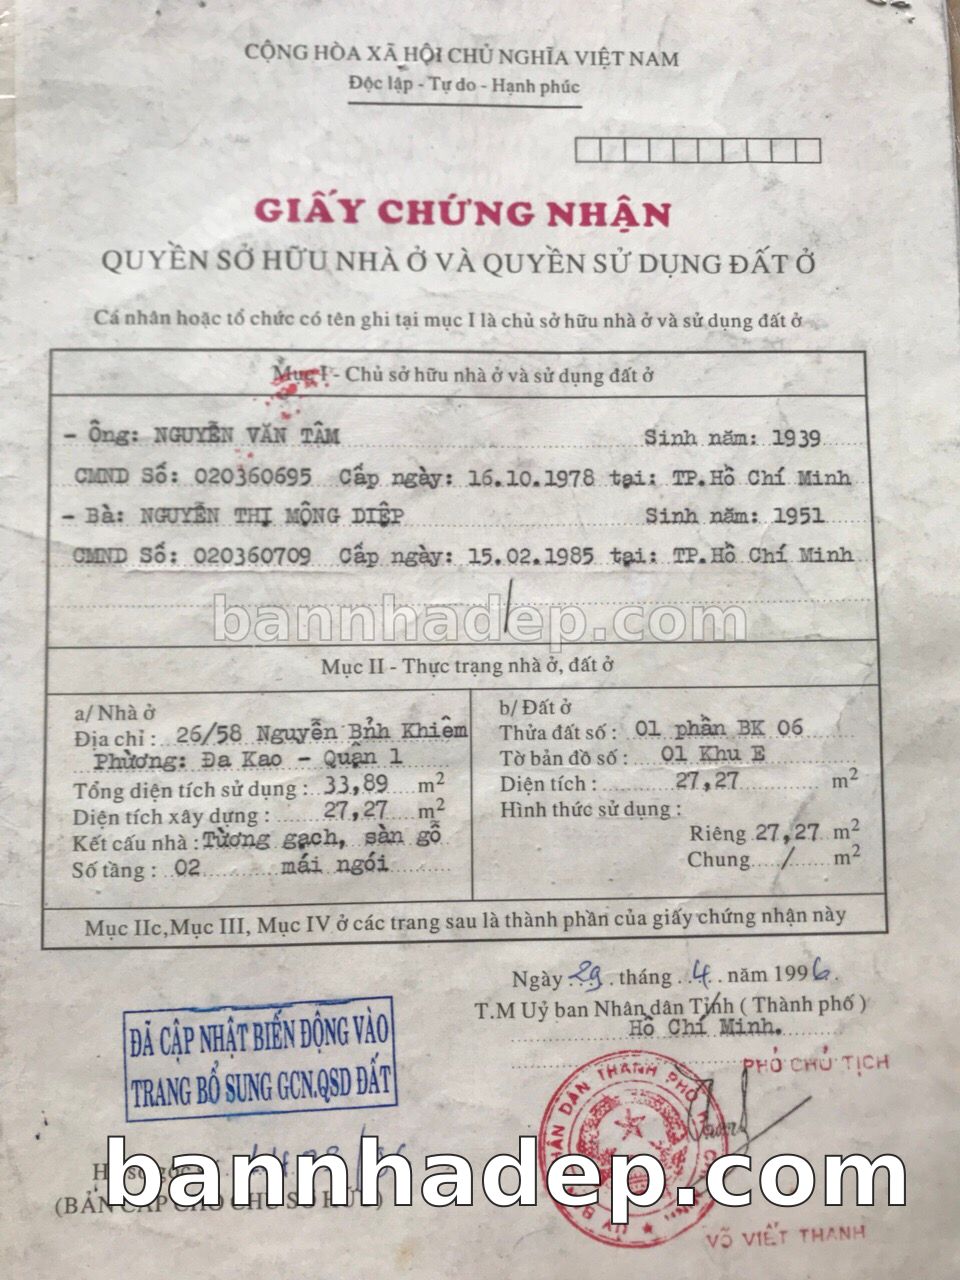 CỘNG HÒA XÃ HỘI CHỦ NGHĨA VIỆT NAM
Độc lập - Tự do - Hạnh phúc
GIẤY CHỨNG NHẬN
QUYỀN SỞ HỮU NHÀ Ở VÀ QUYỀN SỬ DỤNG ĐẤT Ở
Cá nhân hoặc tổ chức có tên ghi tại mục I là chủ sở hữu nhà ở và sử dụng đất ở
Mục I - Chủ sở hữu nhà ở và sử dụng đất ở
- Ông: NGUYỄN VĂN TÂM Sinh năm: 1939
CMND Số: 020360695 Cấp ngày: 16.10.1978 tại: TP.Hồ Chí Minh
- Bà: NGUYỄN THỊ MỘNG DIỆP Sinh năm: 1951
CMND Số: 020360709 Cấp ngày: 15.02.1985 tại: TP.Hồ Chí Minh
bannhadep.com
Mục II - Thực trạng nhà ở, đất ở
a/ Nhà ở
Địa chỉ : 26/58 Nguyễn Bỉnh Khiêm
Phường: Đa Kao - Quận 1
Tổng diện tích sử dụng : 33,89 m2
Diện tích xây dựng : 27,27 m2
Kết cấu nhà : Tường gạch, sàn gỗ
Số tầng : 02 mái ngói
b/ Đất ở
Thửa đất số : 01 phần BK 06
Tờ bản đồ số : 01 Khu E
Diện tích : 27,27 m2
Hình thức sử dụng :
Riêng 27,27 m2
Chung / m2
Mục IIc, Mục III, Mục IV ở các trang sau là thành phần của giấy chứng nhận này
Ngày 29 tháng 4 năm 1996.
T.M Uỷ ban Nhân dân Tỉnh ( Thành phố )
Hồ Chí Minh.
PHÓ CHỦ TỊCH
ĐÃ CẬP NHẬT BIẾN ĐỘNG VÀO
TRANG BỔ SUNG GCN.QSD ĐẤT
bannhadep.com
(BẢN CẤP CHO CHỦ SỞ HỮU)
VÕ VIẾT THANH